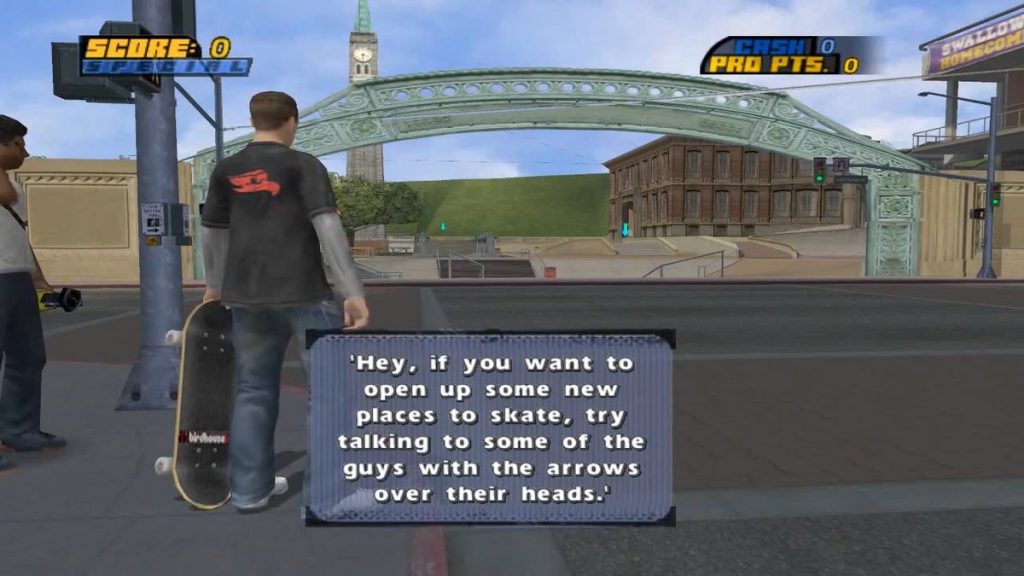 SCORE: 0
SPECIAL
CASH 0
PRO PTS. 0
SWALLOW
HOMECOMI
'Hey, if you want to
open up some new
places to skate, try
talking to some of the
guys with the arrows
over their heads.'
birdhouse